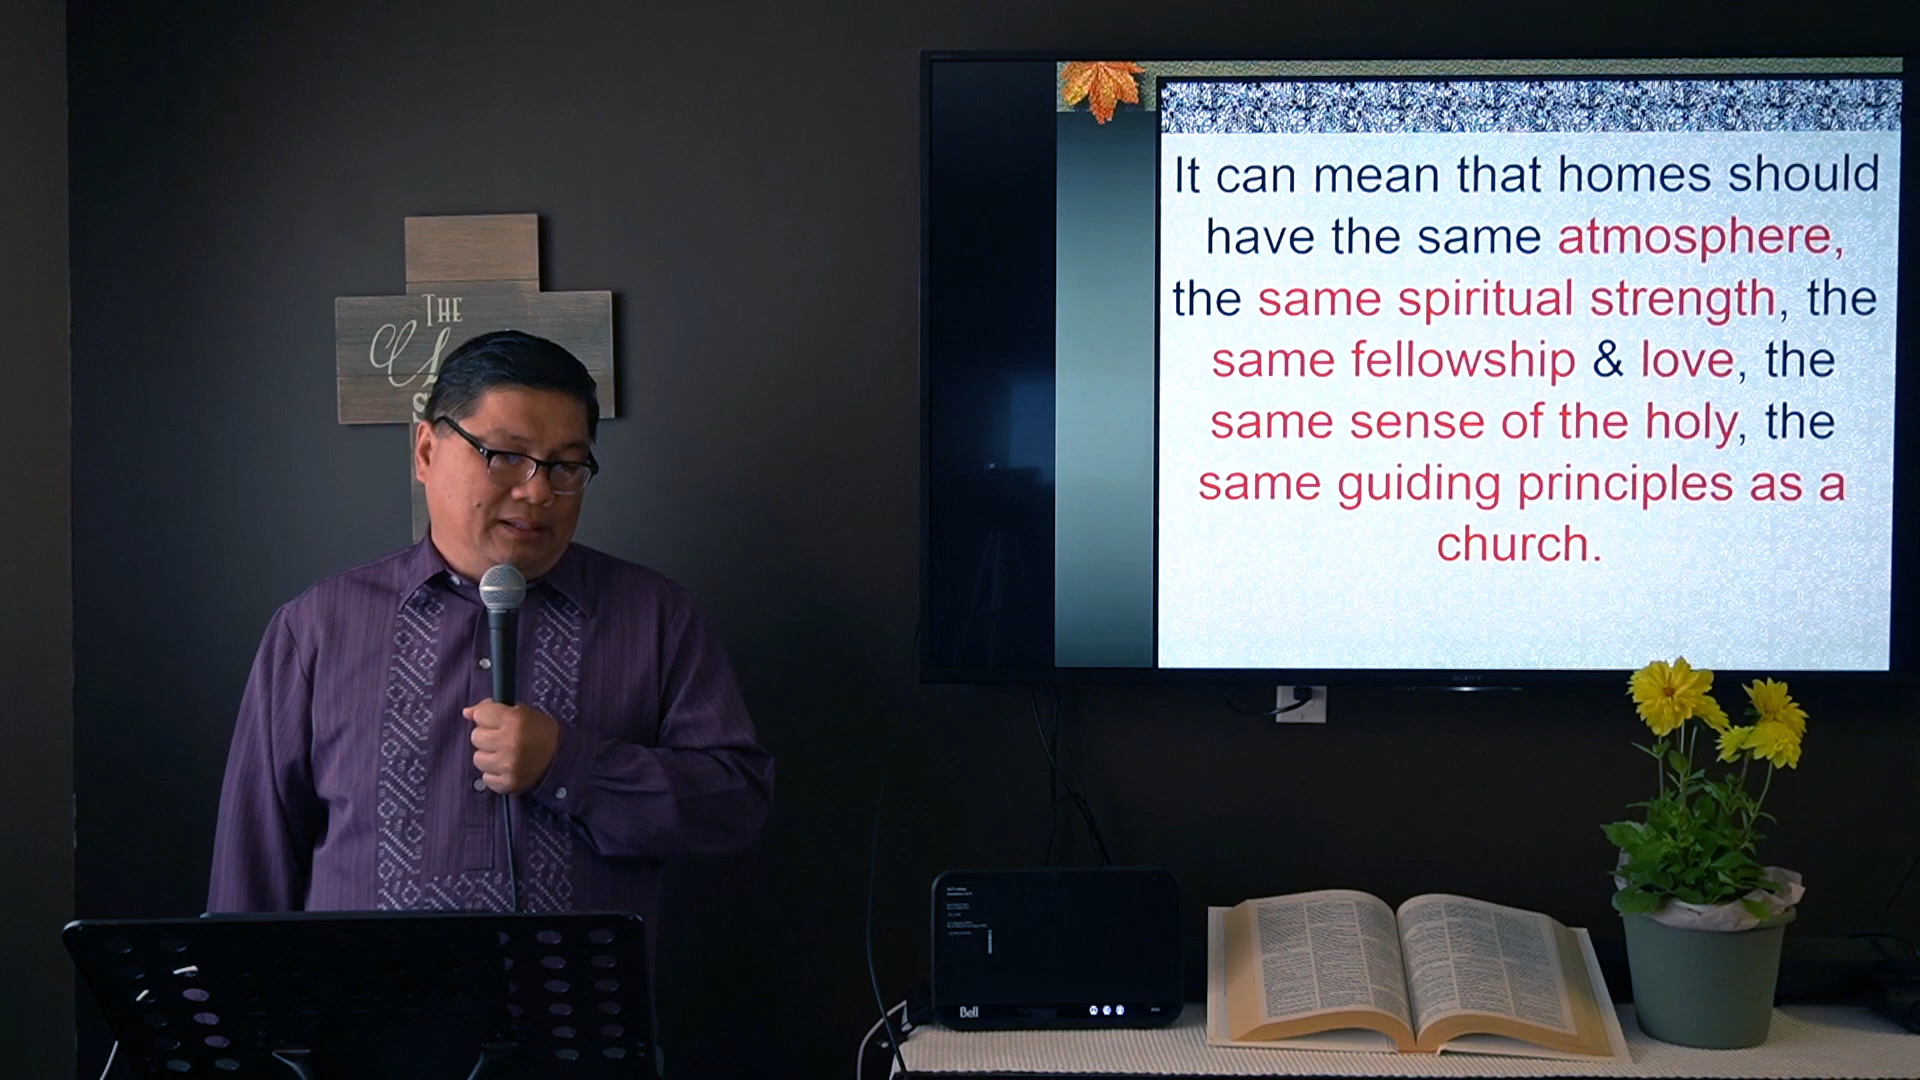 THE
It can mean that homes should
have the same atmosphere,
the same spiritual strength, the
same fellowship & love, the
same sense of the holy, the
same guiding principles as a
church.
SONY
Bell